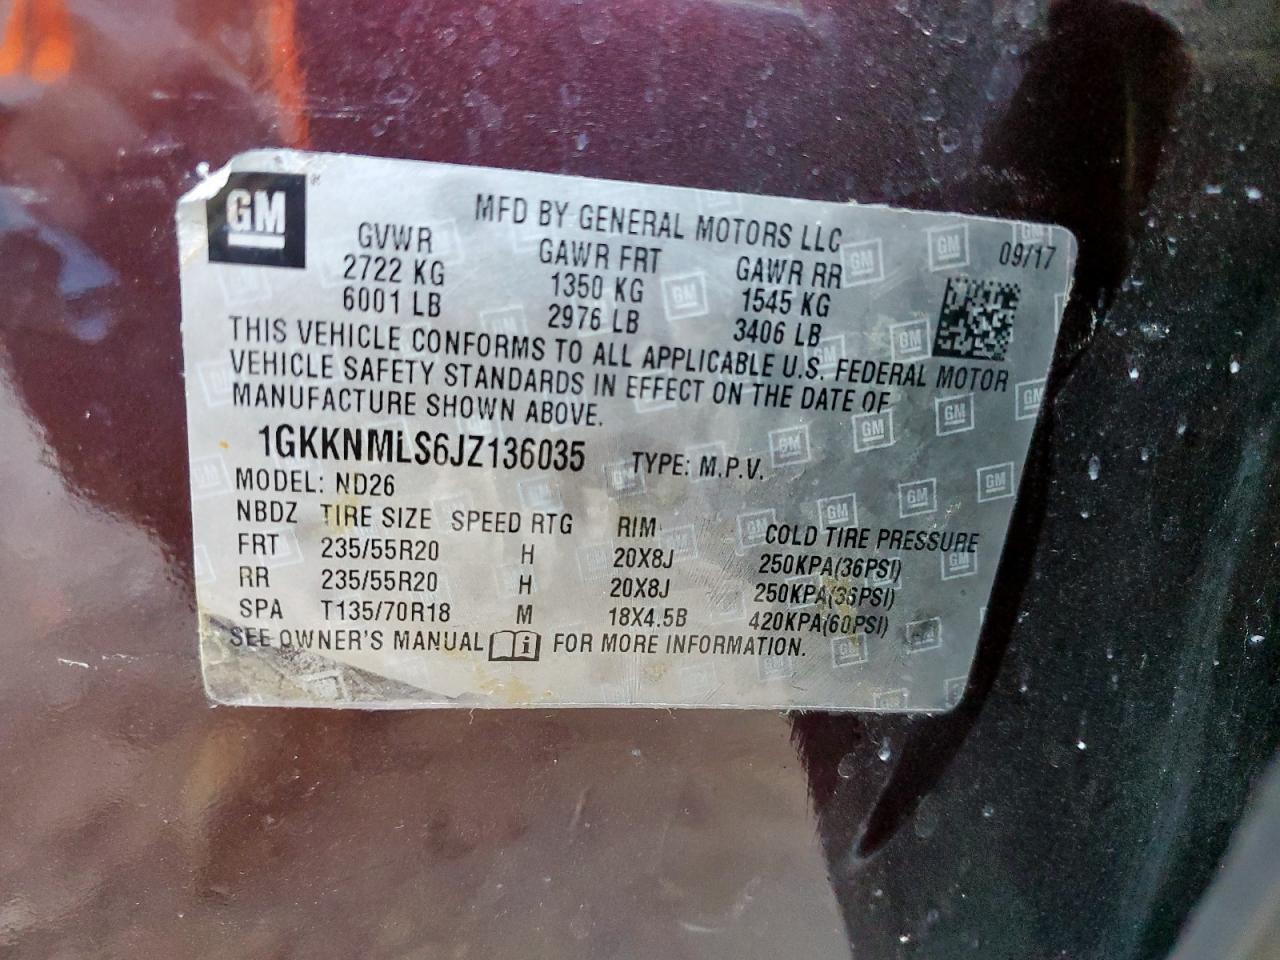 GM
MFD BY GENERAL MOTORS LLC
09/17
GVWR GAWR FRT GAWR RR
2722 KG 1350 KG 1545 KG
6001 LB 2976 LB 3406 LB
THIS VEHICLE CONFORMS TO ALL APPLICABLE U.S. FEDERAL MOTOR
VEHICLE SAFETY STANDARDS IN EFFECT ON THE DATE OF
MANUFACTURE SHOWN ABOVE.
1GKKNMLS6JZ136035 TYPE: M.P.V.
MODEL: ND26
NBDZ TIRE SIZE SPEED RTG RIM COLD TIRE PRESSURE
FRT 235/55R20 H 20X8J 250KPA(36PSI)
RR 235/55R20 H 20X8J 250KPA(36PSI)
SPA T135/70R18 M 18X4.5B 420KPA(60PSI)
SEE OWNER'S MANUAL i FOR MORE INFORMATION.